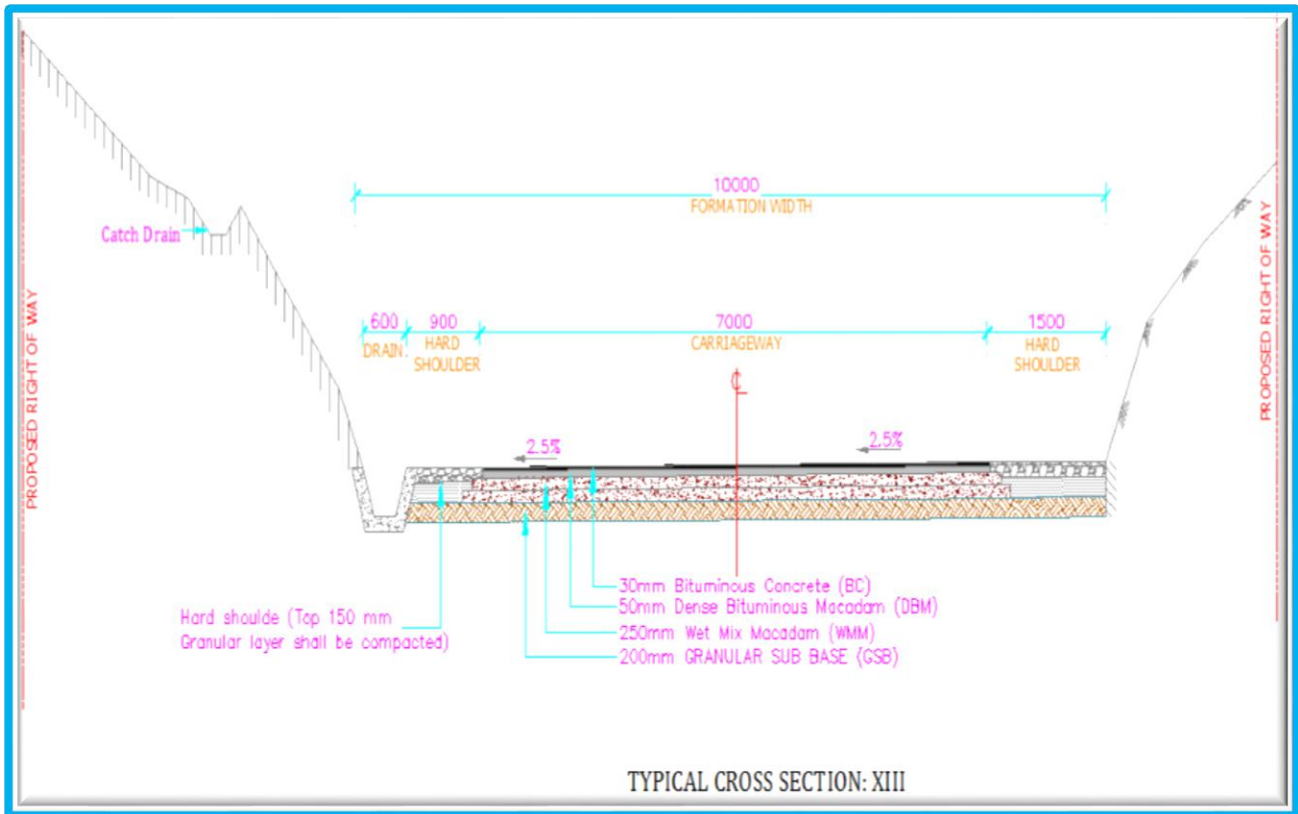 10000
FORMATION WIDTH
Catch Drain
PROPOSED RIGHT OF WAY
PROPOSED RIGHT OF WAY
600
DRAIN
900
HARD
SHOULDER
7000
CARRIAGEWAY
1500
HARD
SHOULDER
℄
2.5%
2.5%
30mm Bituminous Concrete (BC)
50mm Dense Bituminous Macadam (DBM)
250mm Wet Mix Macadam (WMM)
200mm GRANULAR SUB BASE (GSB)
Hard shoulde (Top 150 mm
Granular layer shall be compacted)
TYPICAL CROSS SECTION: XIII